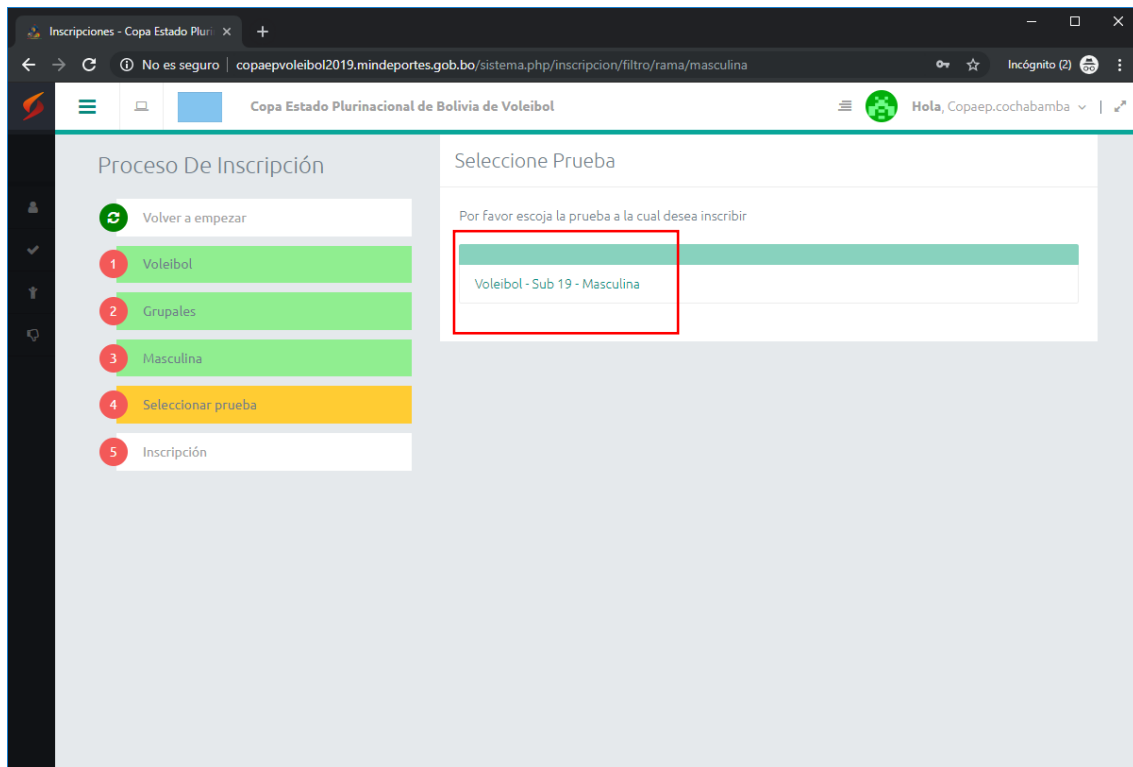 Inscripciones - Copa Estado Pluri
No es seguro | copaepvoleibol2019.mindeportes.gob.bo/sistema.php/inscripcion/filtro/rama/masculina
Incógnito (2)
Copa Estado Plurinacional de Bolivia de Voleibol
Hola, Copaep.cochabamba
Proceso De Inscripción
Volver a empezar
1 Voleibol
2 Grupales
3 Masculina
4 Seleccionar prueba
5 Inscripción
Seleccione Prueba
Por favor escoja la prueba a la cual desea inscribir
Voleibol - Sub 19 - Masculina